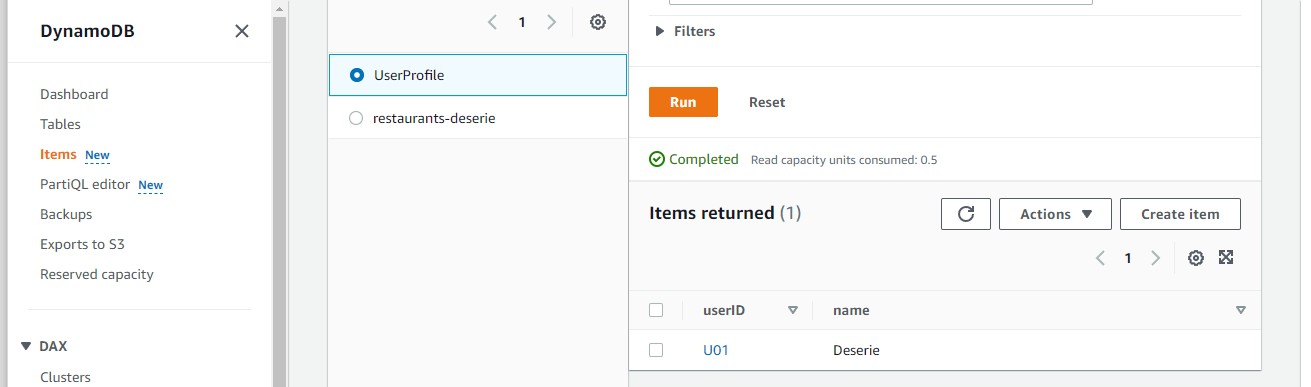 DynamoDB
Dashboard
Tables
Items New
PartiQL editor New
Backups
Exports to S3
Reserved capacity
DAX
Clusters
1
UserProfile
restaurants-deserie
Filters
Run Reset
Completed Read capacity units consumed: 0.5
Items returned (1) Actions Create item
1
userID name
U01 Deserie